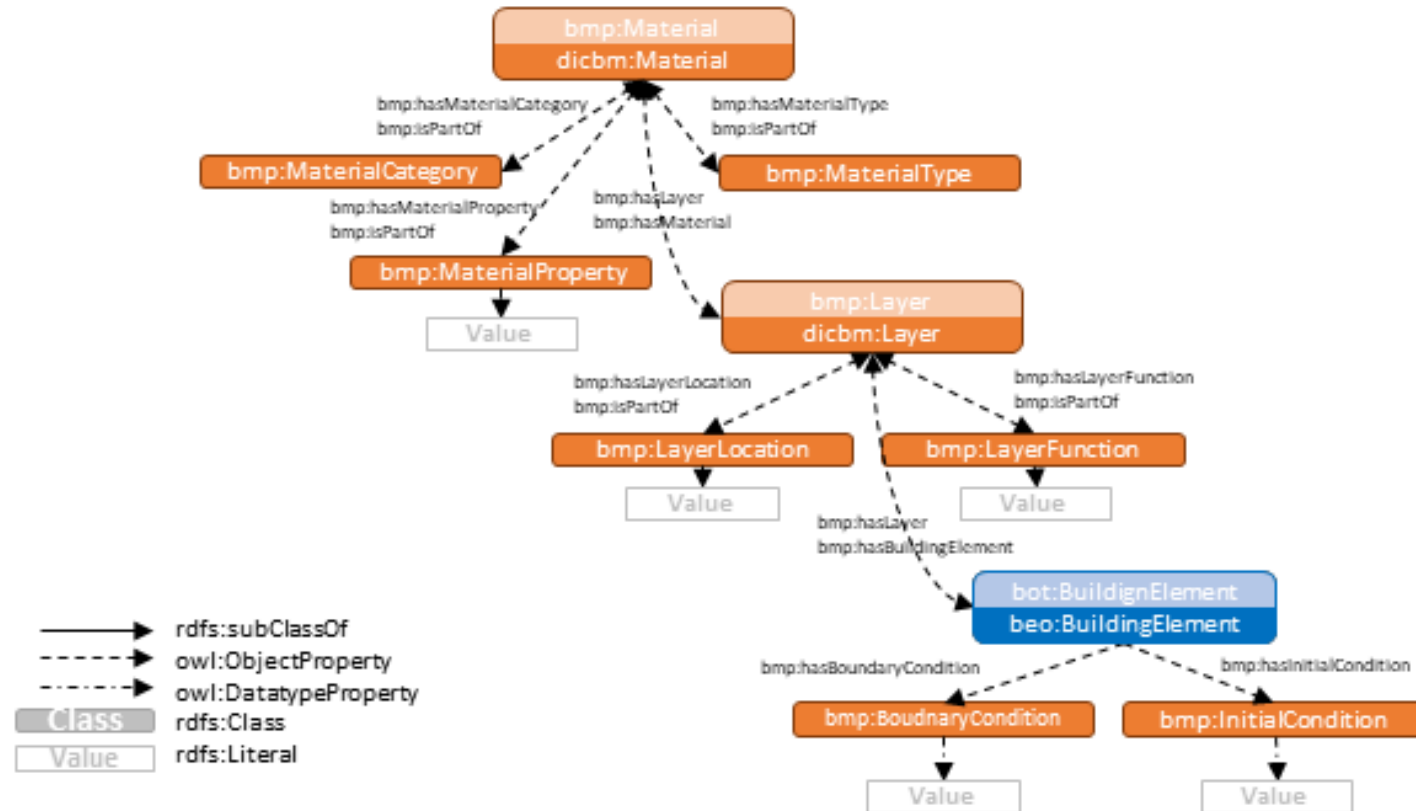 bmp:Material
dicbm:Material
bmp:hasMaterialCategory
bmp:isPartOf
bmp:hasMaterialType
bmp:isPartOf
bmp:MaterialCategory
bmp:MaterialType
bmp:hasMaterialProperty
bmp:isPartOf
bmp:hasLayer
bmp:hasMaterial
bmp:MaterialProperty
Value
bmp:Layer
dicbm:Layer
bmp:hasLayerLocation
bmp:isPartOf
bmp:hasLayerFunction
bmp:isPartOf
bmp:LayerLocation
bmp:LayerFunction
Value
Value
bmp:hasLayer
bmp:hasBuildingElement
bot:BuildignElement
beo:BuildingElement
bmp:hasBoundaryCondition
bmp:hasInitialCondition
bmp:BoudnaryCondition
bmp:InitialCondition
Value
Value
rdfs:subClassOf
owl:ObjectProperty
owl:DatatypeProperty
Class
rdfs:Class
Value
rdfs:Literal